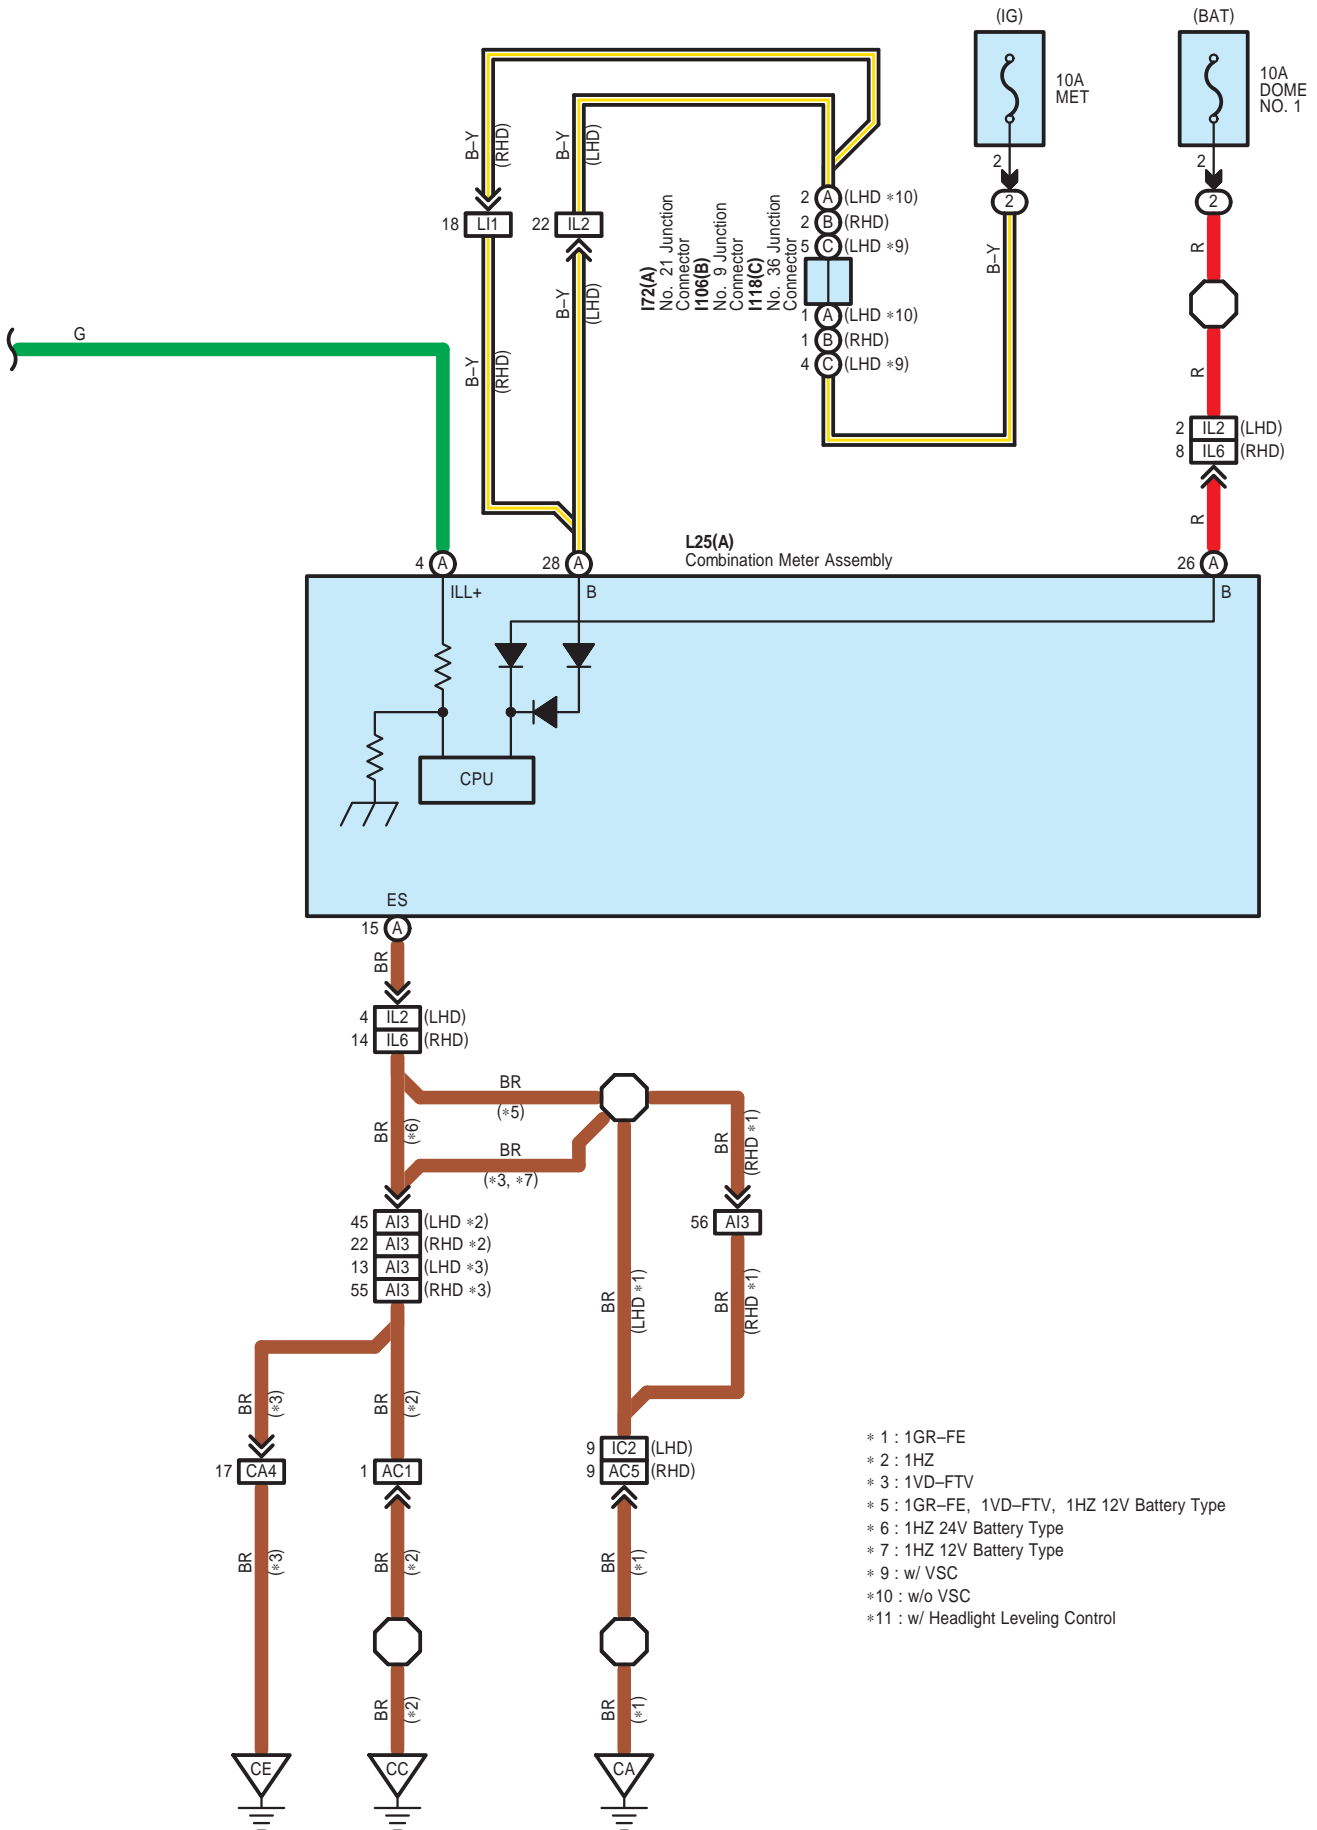 (IG)
(BAT)
10A
MET
10A
DOME
NO. 1
2
2
2
2
B–Y
(RHD)
B–Y
(LHD)
18 LI1
22 IL2
I72(A)
No. 21 Junction
Connector
I106(B)
No. 9 Junction
Connector
I118(C)
No. 36 Junction
Connector
2 A (LHD *10)
2 B (RHD)
5 C (LHD *9)
1 A (LHD *10)
1 B (RHD)
4 C (LHD *9)
B–Y
R
R
B–Y
(RHD)
B–Y
(LHD)
G
2 IL2 (LHD)
8 IL6 (RHD)
R
L25(A)
Combination Meter Assembly
4 A
28 A
26 A
ILL+
B
B
CPU
ES
15 A
BR
4 IL2 (LHD)
14 IL6 (RHD)
BR
(*5)
BR
(*6)
BR
(*3, *7)
BR
(RHD *1)
45 AI3 (LHD *2)
22 AI3 (RHD *2)
13 AI3 (LHD *3)
55 AI3 (RHD *3)
56 AI3
BR
(LHD *1)
BR
(RHD *1)
BR
(*3)
BR
(*2)
17 CA4
1 AC1
9 IC2 (LHD)
9 AC5 (RHD)
BR
(*3)
BR
(*2)
BR
(*1)
BR
(*2)
BR
(*1)
CE
CC
CA
* 1 : 1GR–FE
* 2 : 1HZ
* 3 : 1VD–FTV
* 5 : 1GR–FE, 1VD–FTV, 1HZ 12V Battery Type
* 6 : 1HZ 24V Battery Type
* 7 : 1HZ 12V Battery Type
* 9 : w/ VSC
*10 : w/o VSC
*11 : w/ Headlight Leveling Control